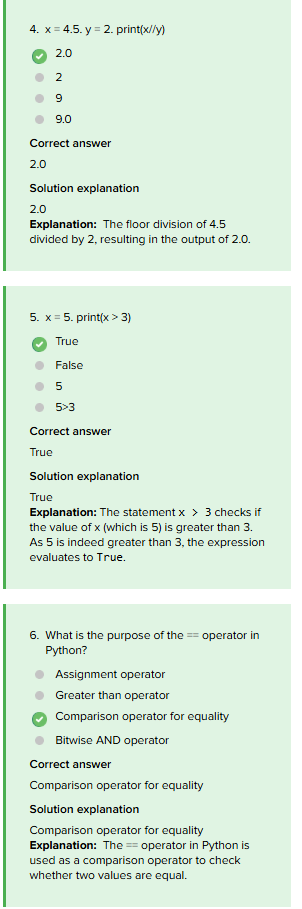 4. x = 4.5. y = 2. print(x//y)
2.0
2
9
9.0
Correct answer
2.0
Solution explanation
2.0
Explanation: The floor division of 4.5
divided by 2, resulting in the output of 2.0.
5. x = 5. print(x > 3)
True
False
5
5>3
Correct answer
True
Solution explanation
True
Explanation: The statement x > 3 checks if
the value of x (which is 5) is greater than 3.
As 5 is indeed greater than 3, the expression
evaluates to True.
6. What is the purpose of the == operator in
Python?
Assignment operator
Greater than operator
Comparison operator for equality
Bitwise AND operator
Correct answer
Comparison operator for equality
Solution explanation
Comparison operator for equality
Explanation: The == operator in Python is
used as a comparison operator to check
whether two values are equal.